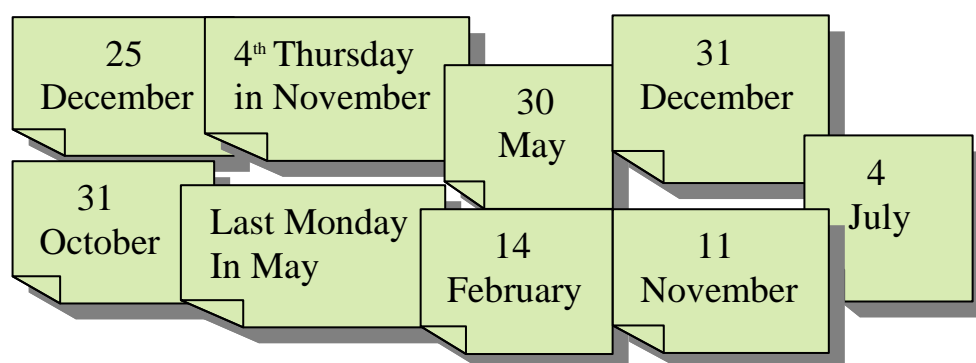 25
December
4th Thursday
in November
30
May
31
December
4
July
31
October
Last Monday
In May
14
February
11
November